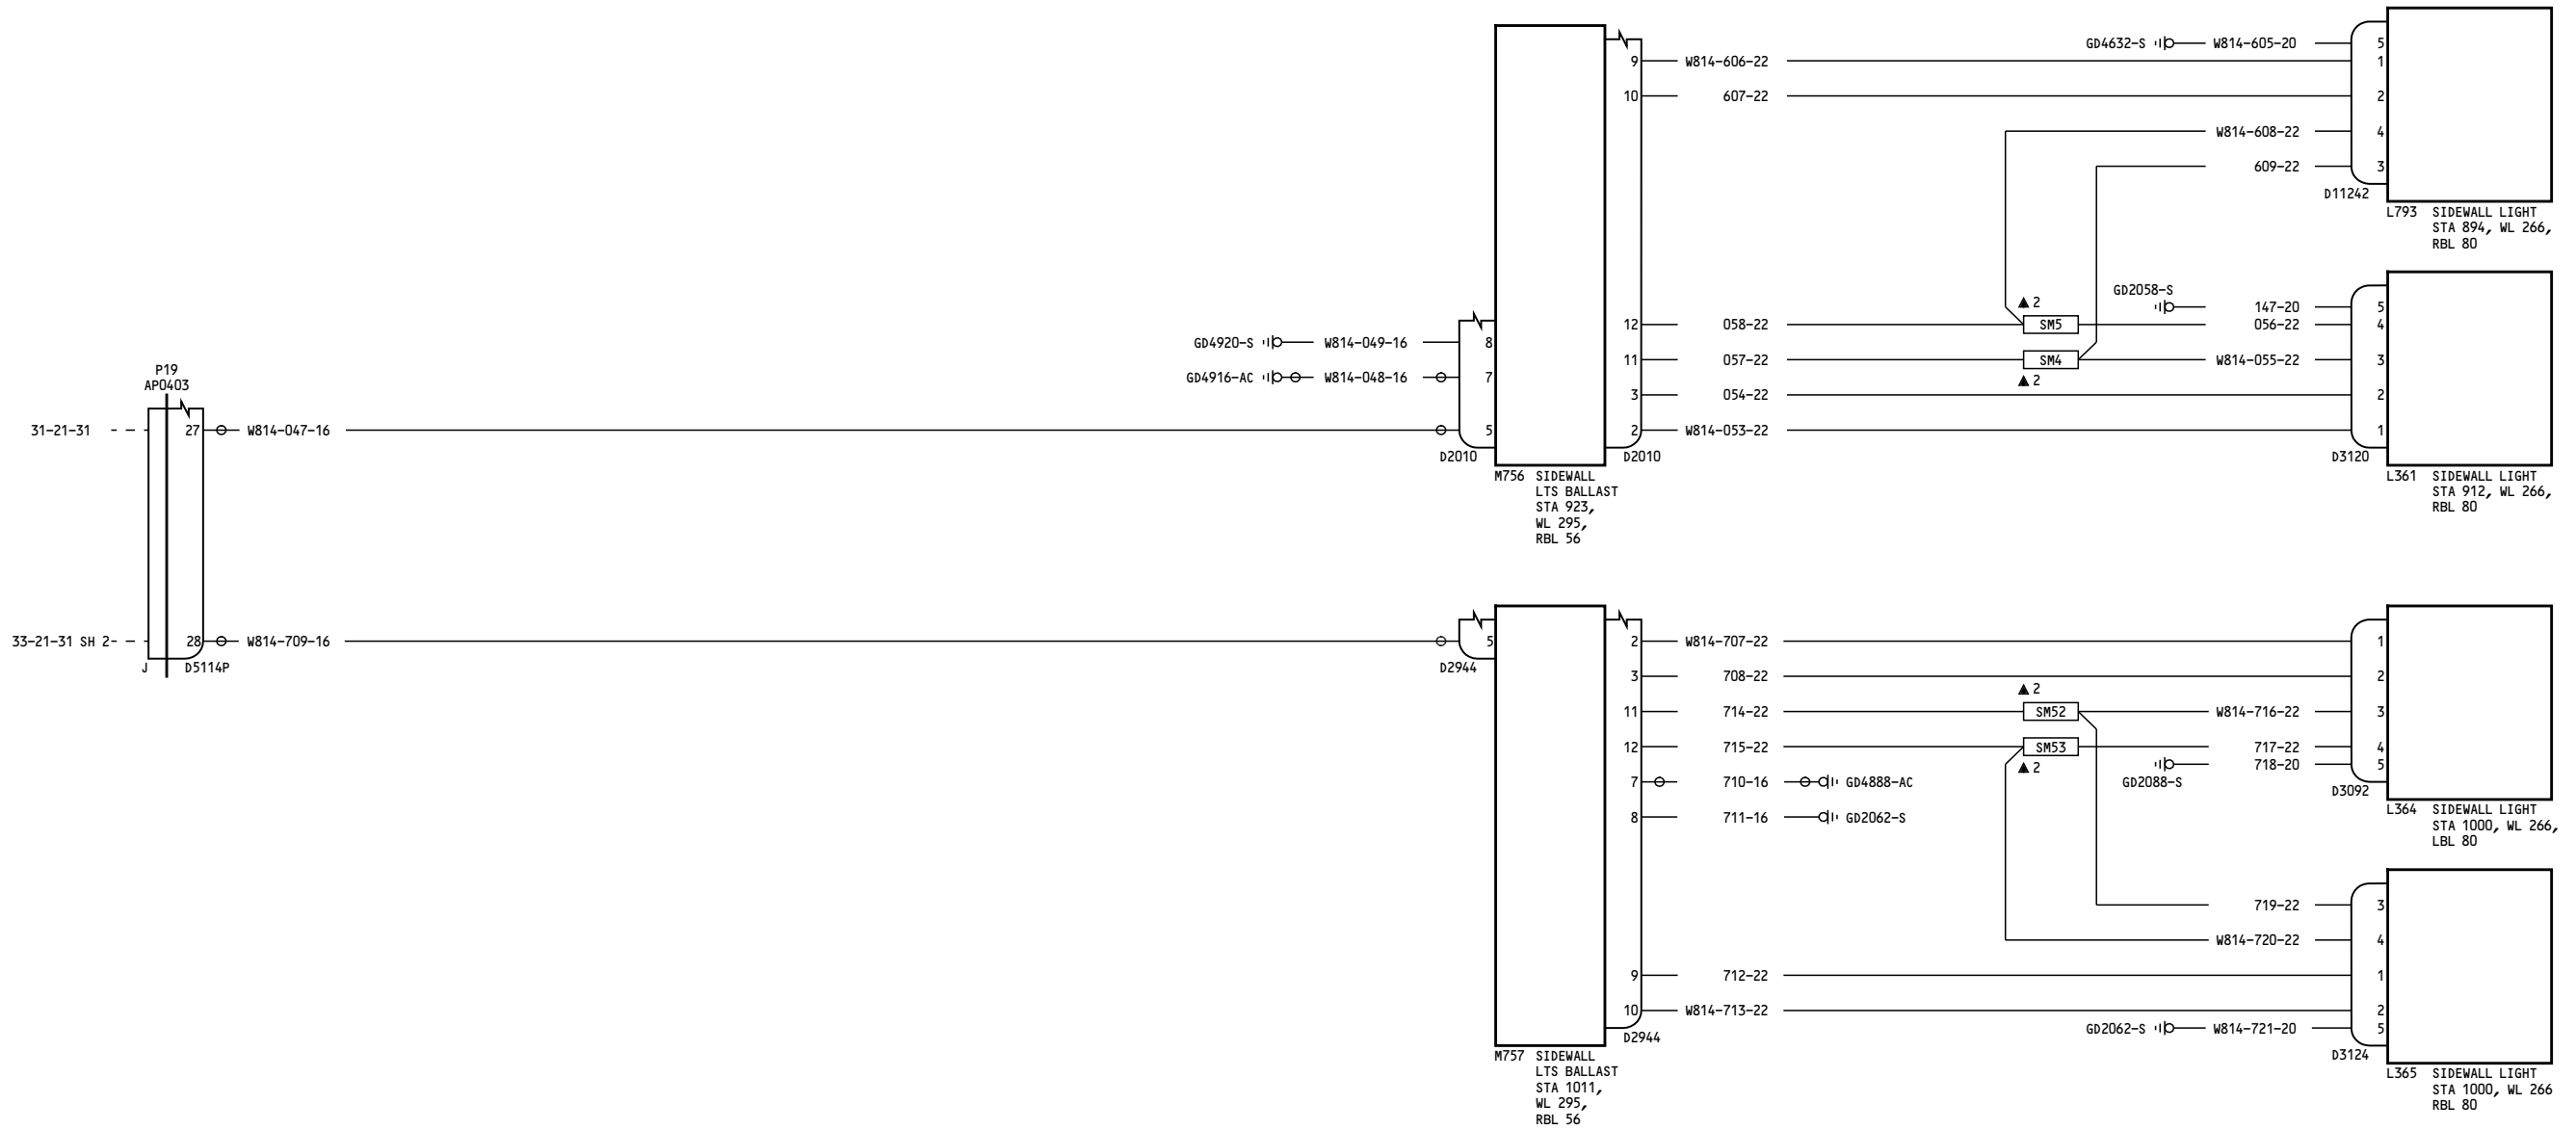 P19
AP0403
31-21-31
27
W814-047-16
33-21-31 SH 2
28
W814-709-16
J
D5114P
GD4920-S
W814-049-16
8
GD4916-AC
W814-048-16
7
5
D2010
M756 SIDEWALL
LTS BALLAST
STA 923,
WL 295,
RBL 56
9
W814-606-22
10
607-22
12
058-22
11
057-22
3
054-22
2
W814-053-22
D2010
2
SM5
SM4
2
GD4632-S
W814-605-20
5
1
2
W814-608-22
4
609-22
3
D11242
L793 SIDEWALL LIGHT
STA 894, WL 266,
RBL 80
GD2058-S
147-20
5
056-22
4
W814-055-22
3
2
1
D3120
L361 SIDEWALL LIGHT
STA 912, WL 266,
RBL 80
5
D2944
M757 SIDEWALL
LTS BALLAST
STA 1011,
WL 295,
RBL 56
2
W814-707-22
3
708-22
11
714-22
12
715-22
7
710-16
GD4888-AC
8
711-16
GD2062-S
9
712-22
10
W814-713-22
D2944
2
SM52
SM53
2
1
2
W814-716-22
3
717-22
4
718-20
5
GD2088-S
D3092
L364 SIDEWALL LIGHT
STA 1000, WL 266,
LBL 80
719-22
3
W814-720-22
4
1
2
GD2062-S
W814-721-20
5
D3124
L365 SIDEWALL LIGHT
STA 1000, WL 266
RBL 80